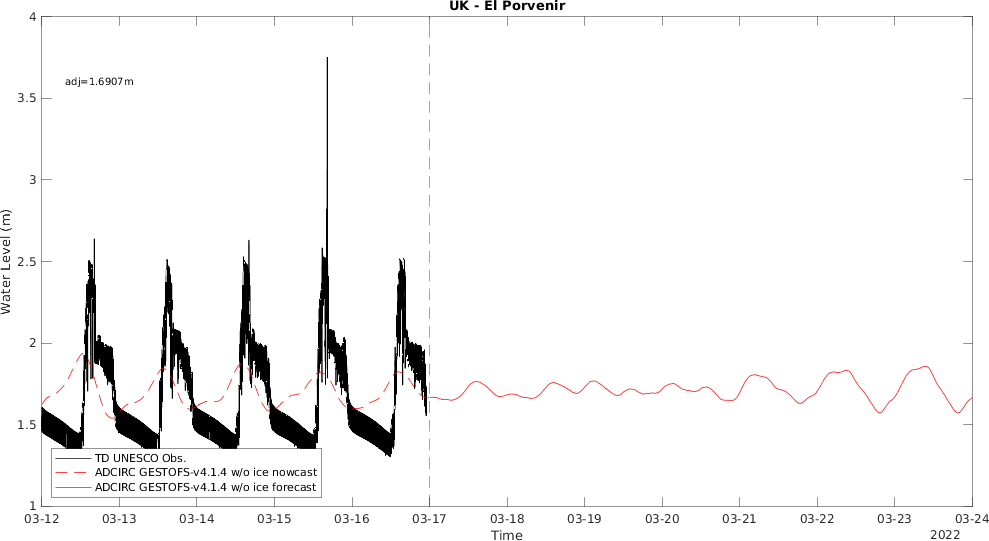 UK - El Porvenir
4
adj=1.6907m
3.5
3
2.5
2
1.5
1
Water Level (m)
TD UNESCO Obs.
ADCIRC GESTOFS-v4.1.4 w/o ice nowcast
ADCIRC GESTOFS-v4.1.4 w/o ice forecast
03-12 03-13 03-14 03-15 03-16 03-17 03-18 03-19 03-20 03-21 03-22 03-23 03-24
Time
2022